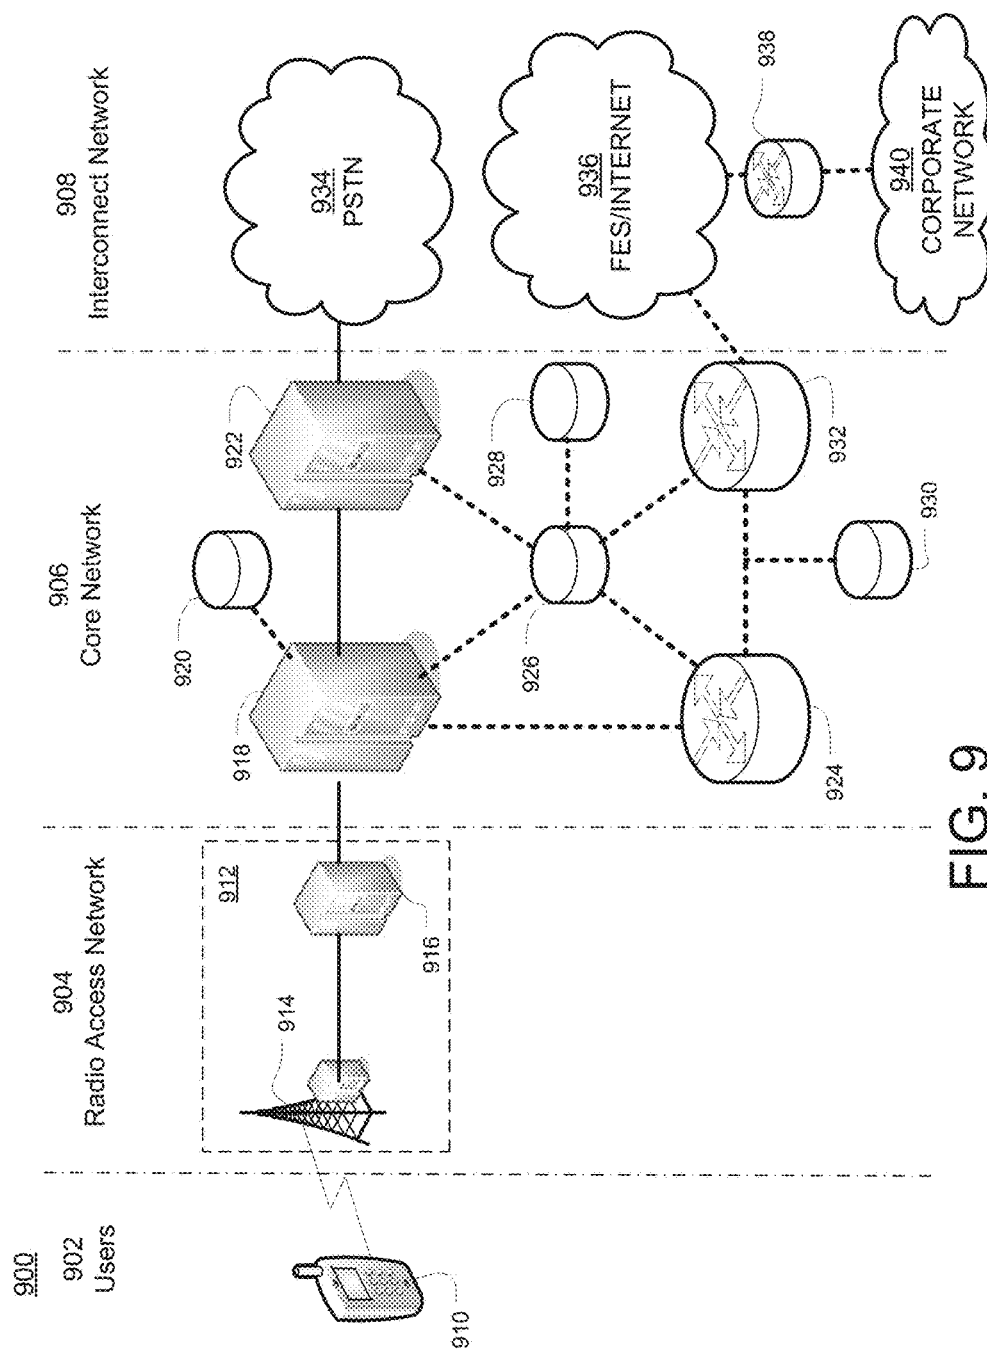 900
902
Users
904
Radio Access Network
906
Core Network
908
Interconnect Network
910
912
914
916
918
920
922
924
926
928
930
932
934
PSTN
936
FES/INTERNET
938
940
CORPORATE
NETWORK
FIG. 9